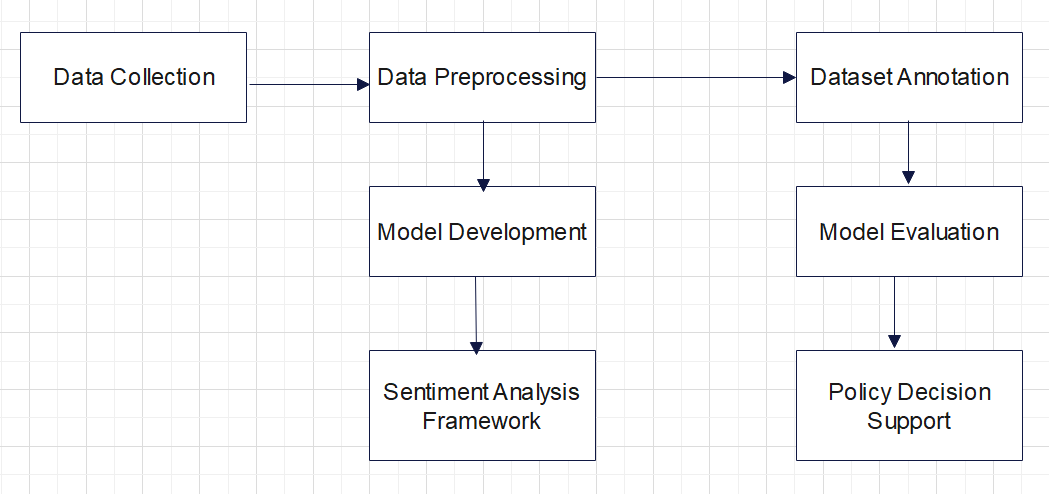 Data Collection
Data Preprocessing
Dataset Annotation
Model Development
Model Evaluation
Sentiment Analysis
Framework
Policy Decision
Support